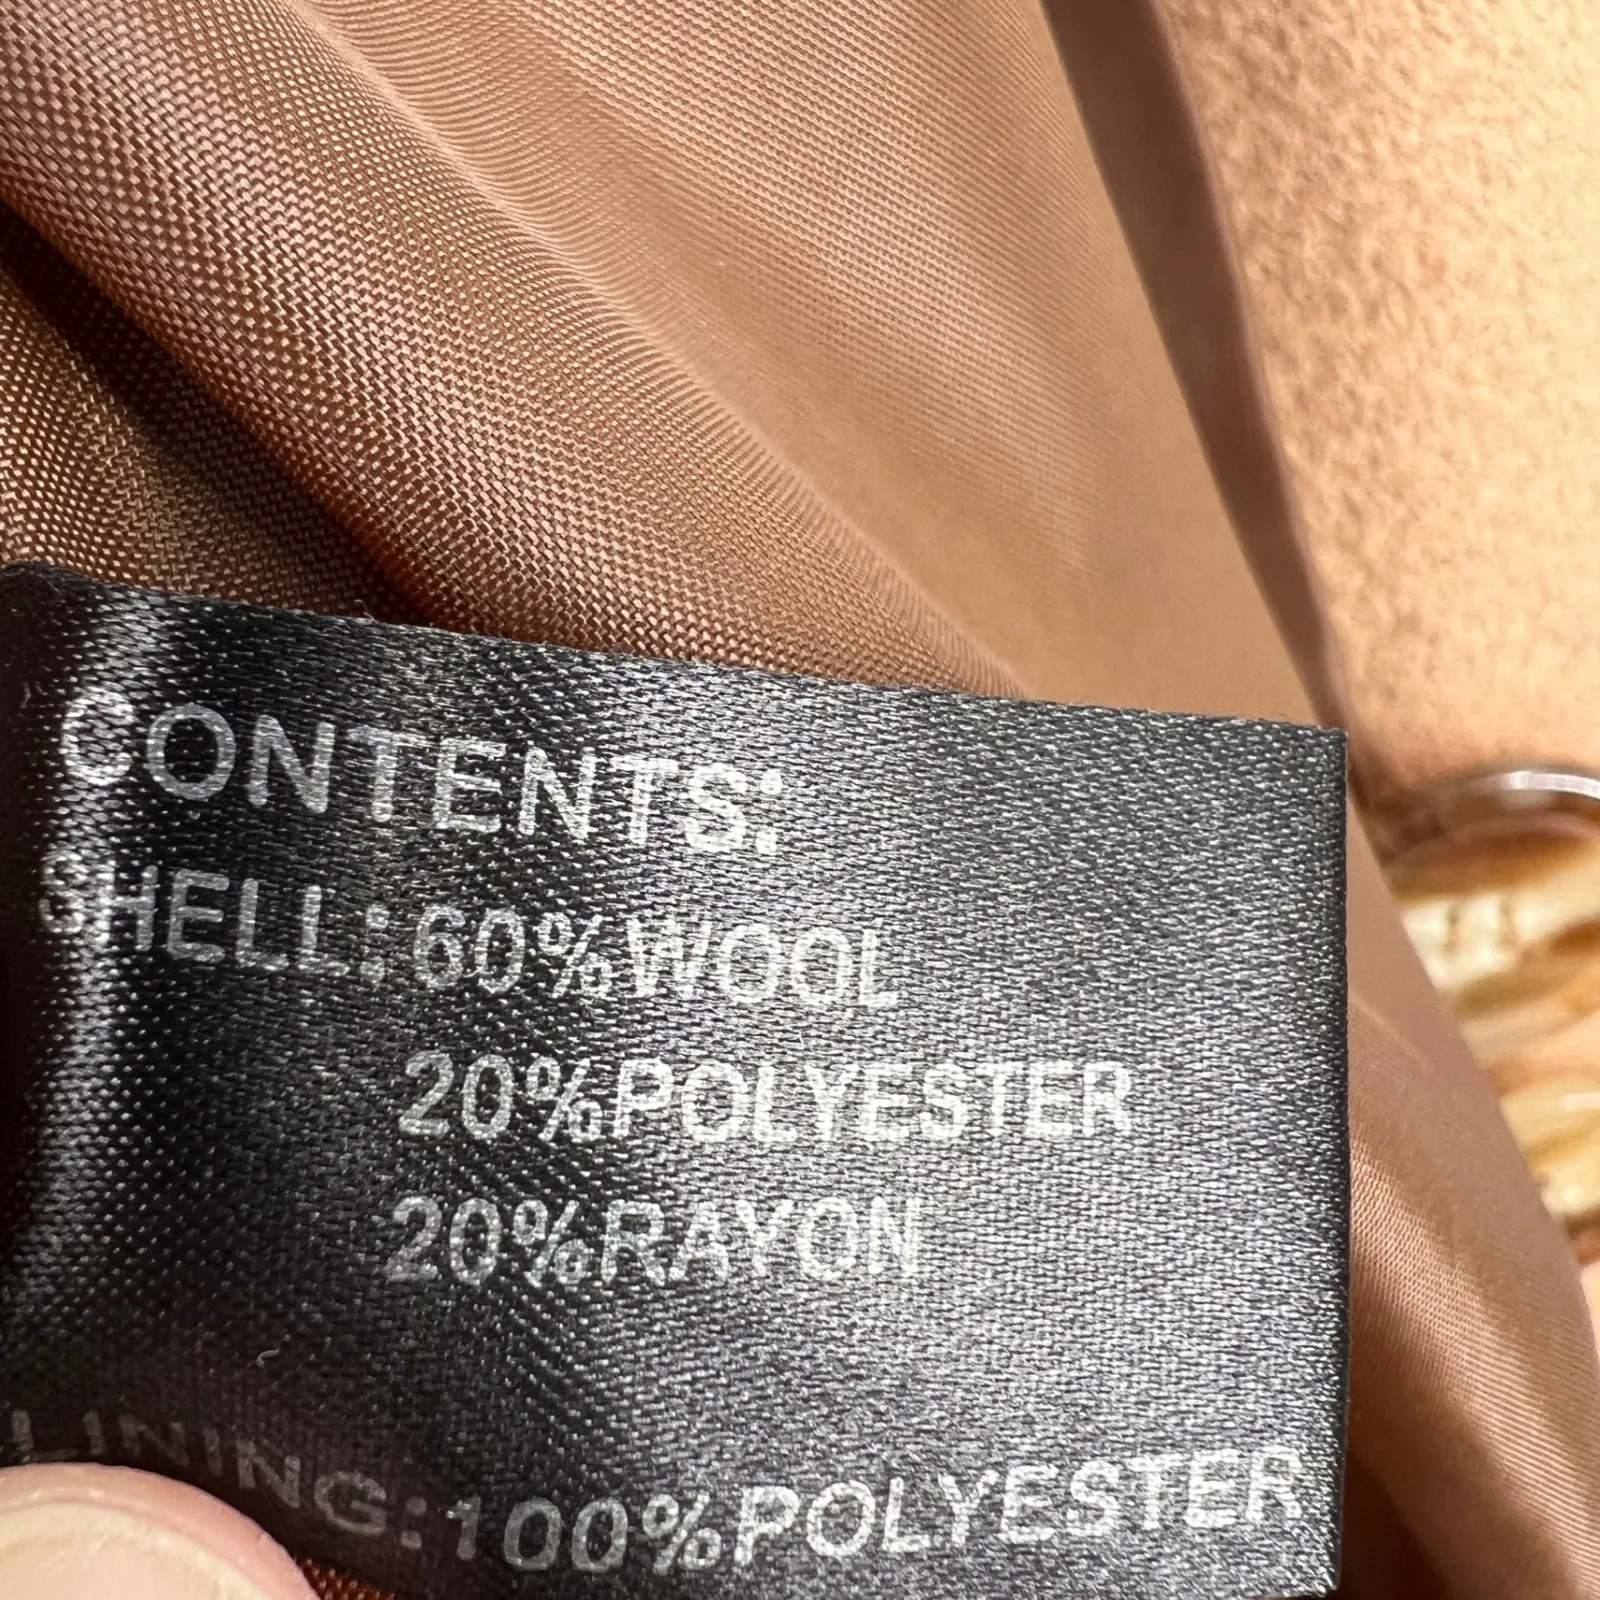 CONTENTS:
SHELL:60%WOOL
20%POLYESTER
20%RAYON
LINING:100%POLYESTER